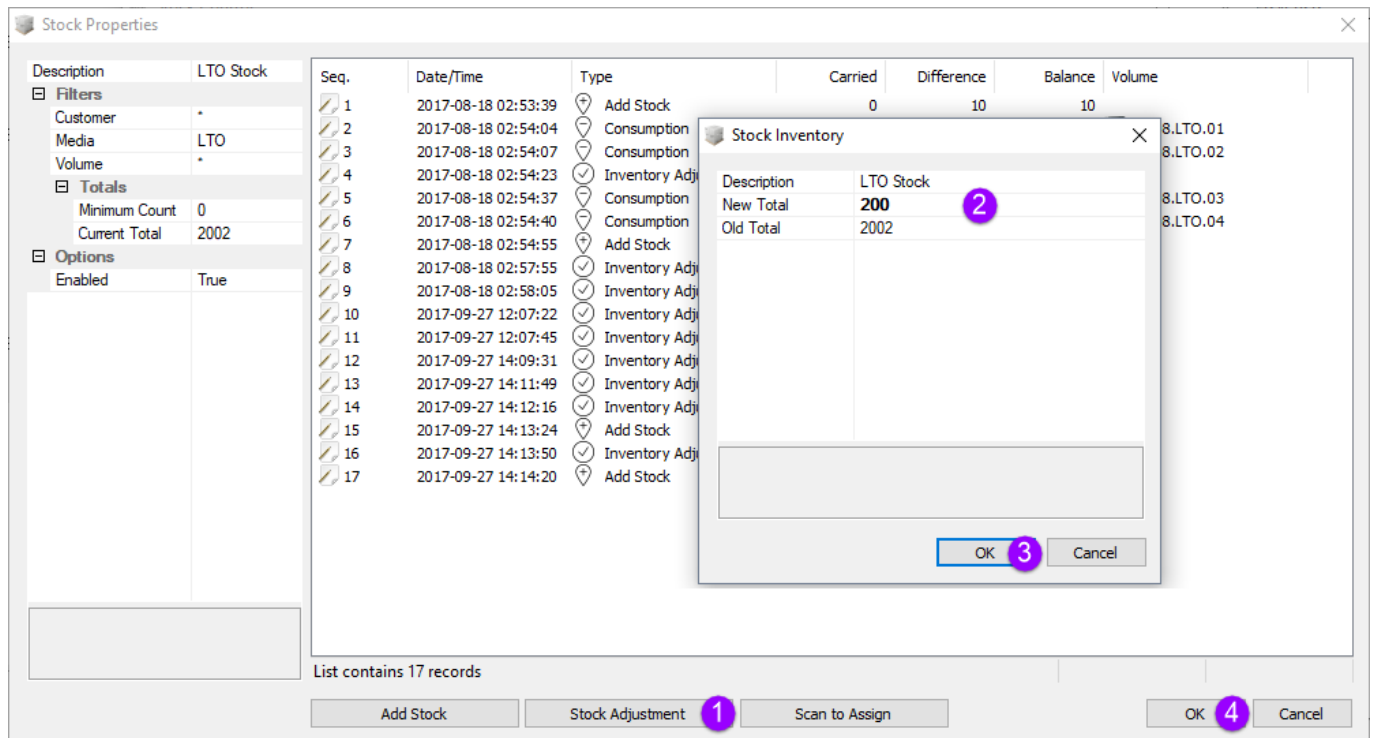 Stock Properties
Description LTO Stock
Filters
Customer *
Media LTO
Volume *
Totals
Minimum Count 0
Current Total 2002
Options
Enabled True
Seq. Date/Time Type Carried Difference Balance Volume
1 2017-08-18 02:53:39 Add Stock 0 10 10
2 2017-08-18 02:54:04 Consumption 8.LTO.01
3 2017-08-18 02:54:07 Consumption 8.LTO.02
4 2017-08-18 02:54:23 Inventory Adj
5 2017-08-18 02:54:37 Consumption 8.LTO.03
6 2017-08-18 02:54:40 Consumption 8.LTO.04
7 2017-08-18 02:54:55 Add Stock
8 2017-08-18 02:57:55 Inventory Adj
9 2017-08-18 02:58:05 Inventory Adj
10 2017-09-27 12:07:22 Inventory Adj
11 2017-09-27 12:07:45 Inventory Adj
12 2017-09-27 14:09:31 Inventory Adj
13 2017-09-27 14:11:49 Inventory Adj
14 2017-09-27 14:12:16 Inventory Adj
15 2017-09-27 14:13:24 Add Stock
16 2017-09-27 14:13:50 Inventory Adj
17 2017-09-27 14:14:20 Add Stock
Stock Inventory
Description LTO Stock
New Total 200 2
Old Total 2002
OK 3 Cancel
List contains 17 records
Add Stock Stock Adjustment 1 Scan to Assign OK 4 Cancel